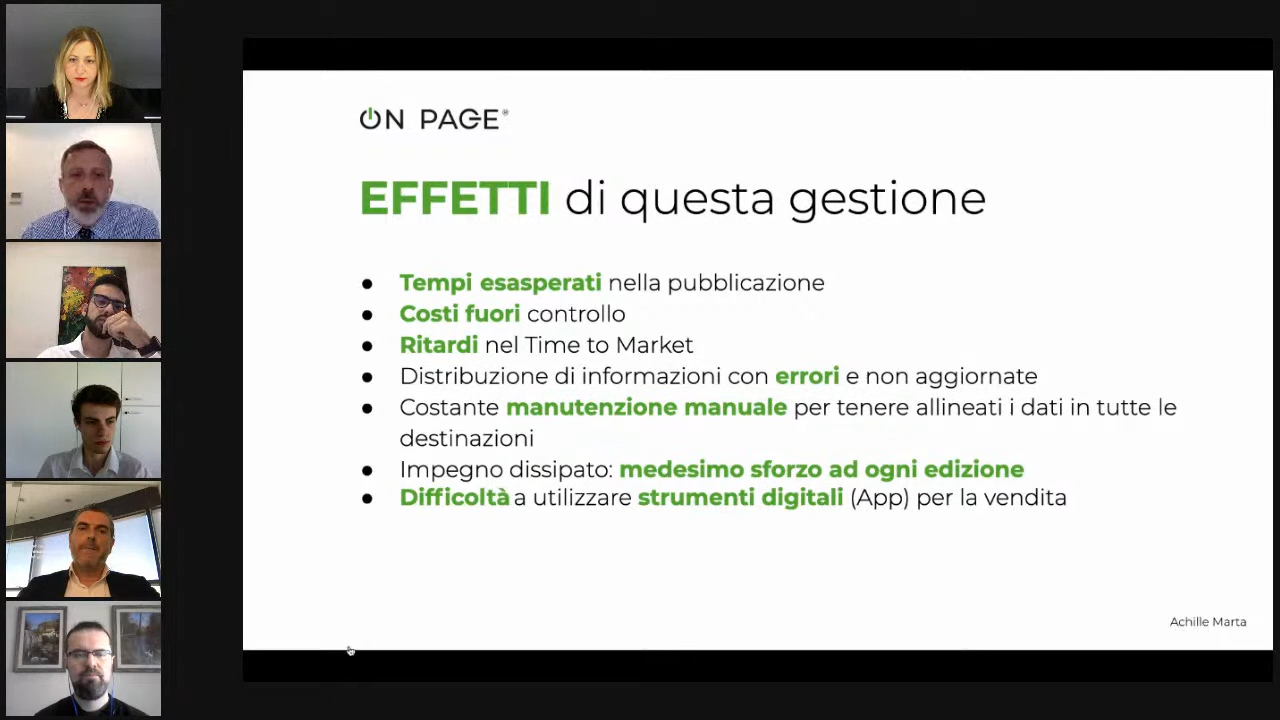 ON PAGE®
EFFETTI di questa gestione
● Tempi esasperati nella pubblicazione
● Costi fuori controllo
● Ritardi nel Time to Market
● Distribuzione di informazioni con errori e non aggiornate
● Costante manutenzione manuale per tenere allineati i dati in tutte le
destinazioni
● Impegno dissipato: medesimo sforzo ad ogni edizione
● Difficoltà a utilizzare strumenti digitali (App) per la vendita
Achille Marta